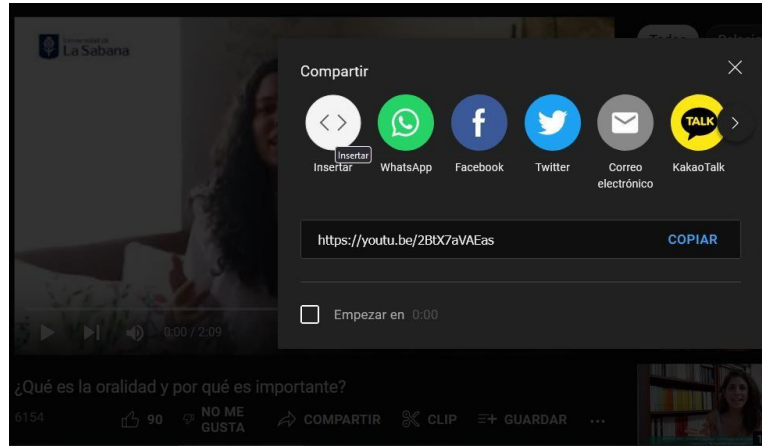 La Sabana
Compartir
Insertar
Insertar
WhatsApp
Facebook
Twitter
Correo
electrónico
TALK
KakaoTalk
https://youtu.be/2BtX7aVAEas
COPIAR
Empezar en 0:00
0:00 / 2:09
¿Qué es la oralidad y por qué es importante?
6154
90
NO ME
GUSTA
COMPARTIR
CLIP
GUARDAR